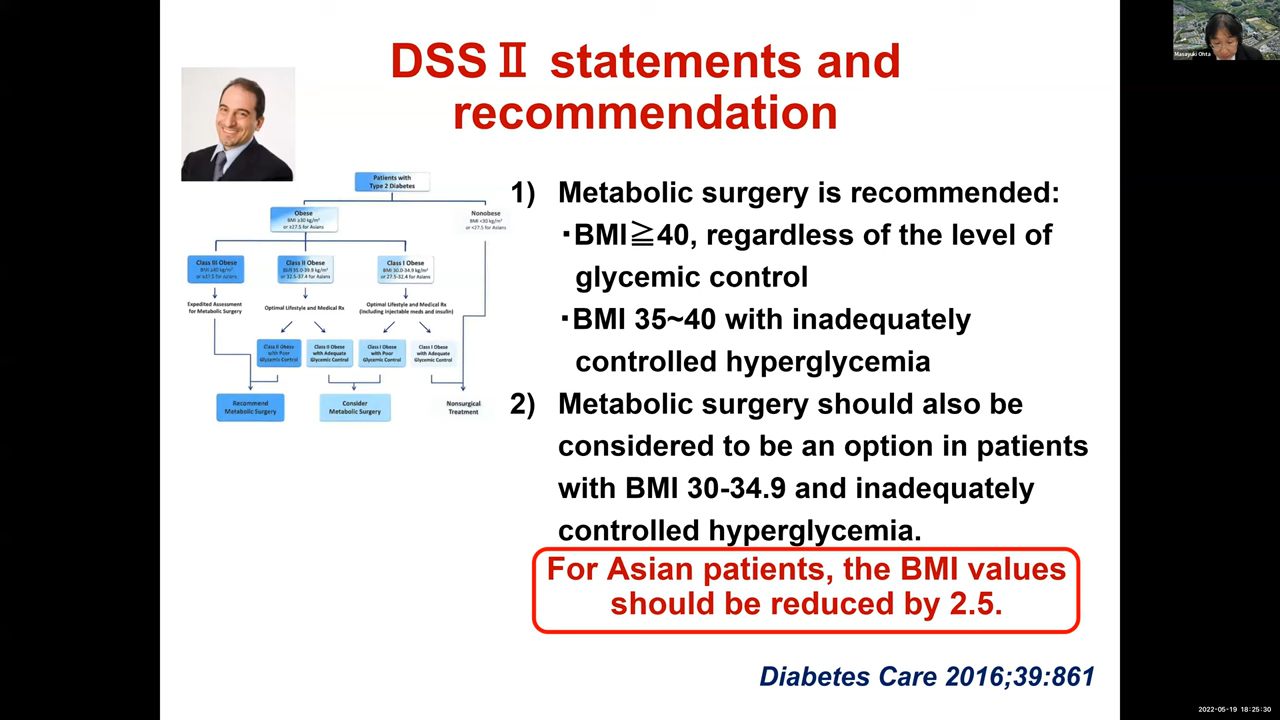 DSSⅡ statements and
recommendation
Masayuki Ohta
Patients with
Type 2 Diabetes
Obese
BMI ≥30 kg/m²
or ≥27.5 for Asians
Nonobese
BMI <30 kg/m²
or <27.5 for Asians
Class III Obese
BMI ≥40 kg/m²
or ≥37.5 for Asians
Class II Obese
BMI 35.0-39.9 kg/m²
or 32.5-37.4 for Asians
Class I Obese
BMI 30.0-34.9 kg/m²
or 27.5-32.4 for Asians
Expedited Assessment
for Metabolic Surgery
Optimal Lifestyle and Medical Rx
Optimal Lifestyle and Medical Rx
(including injectable meds and insulin)
Class II Obese
with Poor
Glycemic Control
Class II Obese
with Adequate
Glycemic Control
Class I Obese
with Poor
Glycemic Control
Class I Obese
with Adequate
Glycemic Control
Recommend
Metabolic Surgery
Consider
Metabolic Surgery
Nonsurgical
Treatment
1) Metabolic surgery is recommended:
・BMI≧40, regardless of the level of
glycemic control
・BMI 35~40 with inadequately
controlled hyperglycemia
2) Metabolic surgery should also be
considered to be an option in patients
with BMI 30-34.9 and inadequately
controlled hyperglycemia.
For Asian patients, the BMI values
should be reduced by 2.5.
Diabetes Care 2016;39:861
2022-05-19 18:25:30